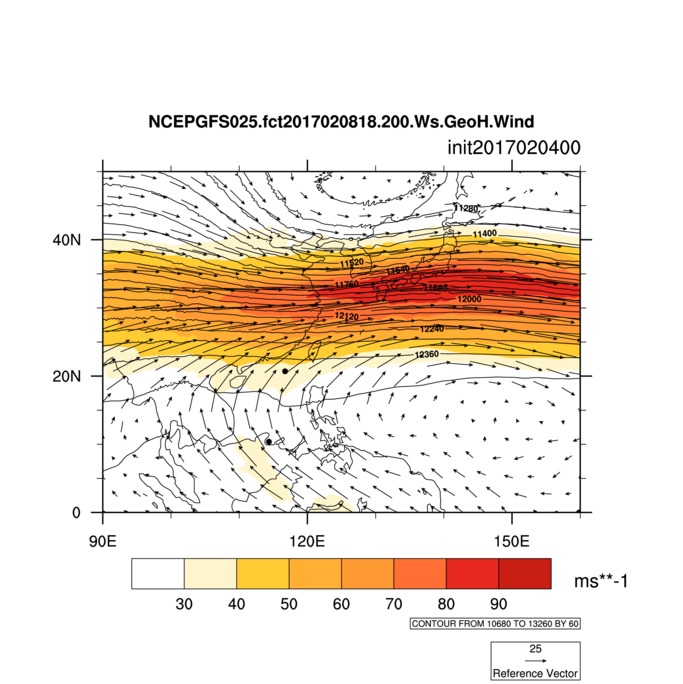 NCEPGFS025.fct2017020818.200.Ws.GeoH.Wind
init2017020400
11280
40N
11400
11520
11640
11760
11880
12000
12120
12240
12360
20N
0
90E
120E
150E
ms**-1
30
40
50
60
70
80
90
CONTOUR FROM 10680 TO 13260 BY 60
25
Reference Vector